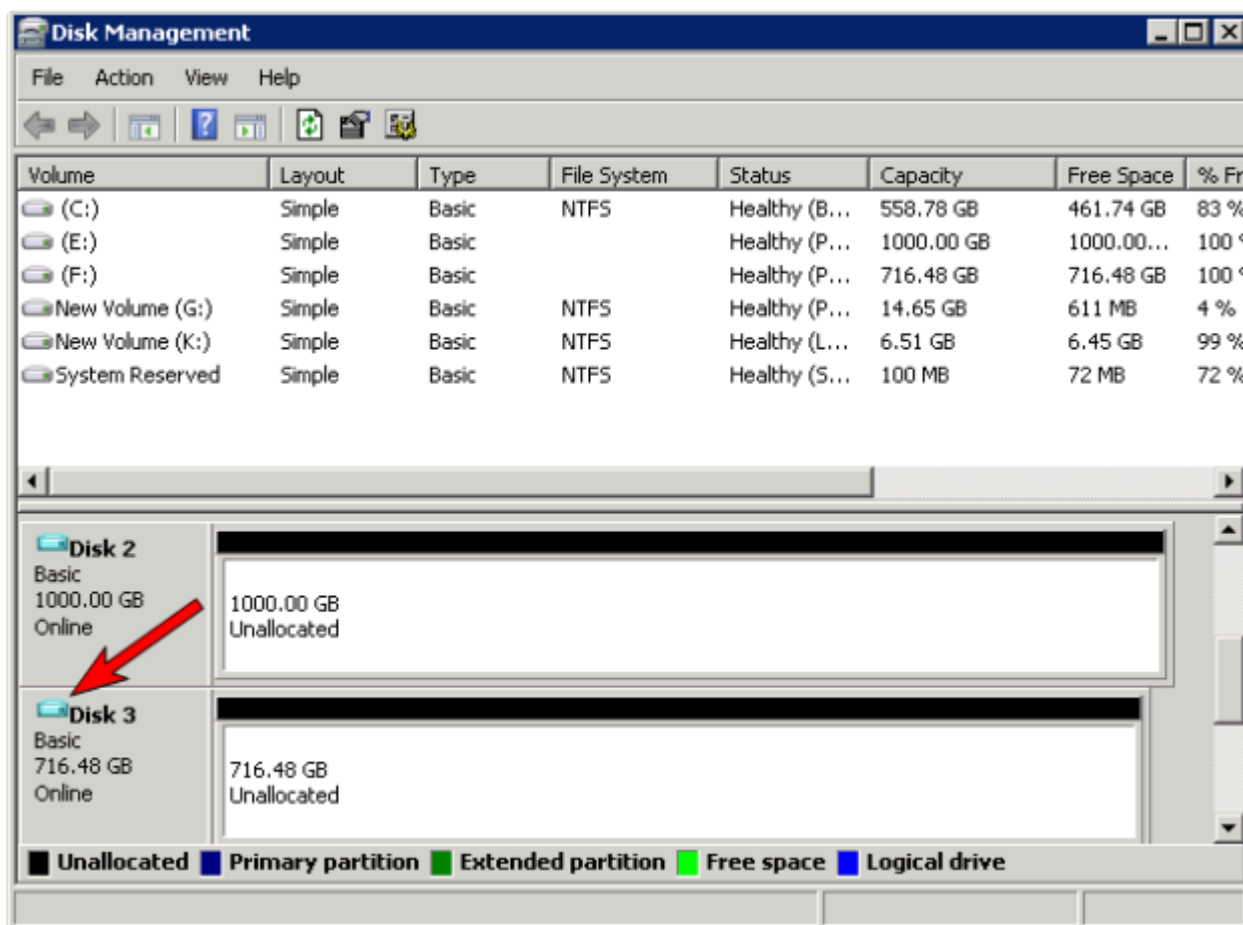 Disk Management
File Action View Help
Volume Layout Type File System Status Capacity Free Space % Fr
(C:) Simple Basic NTFS Healthy (B... 558.78 GB 461.74 GB 83 %
(E:) Simple Basic Healthy (P... 1000.00 GB 1000.00... 100
(F:) Simple Basic Healthy (P... 716.48 GB 716.48 GB 100
New Volume (G:) Simple Basic NTFS Healthy (P... 14.65 GB 611 MB 4 %
New Volume (K:) Simple Basic NTFS Healthy (L... 6.51 GB 6.45 GB 99 %
System Reserved Simple Basic NTFS Healthy (S... 100 MB 72 MB 72 %
Disk 2
Basic
1000.00 GB
Online
1000.00 GB
Unallocated
Disk 3
Basic
716.48 GB
Online
716.48 GB
Unallocated
Unallocated Primary partition Extended partition Free space Logical drive